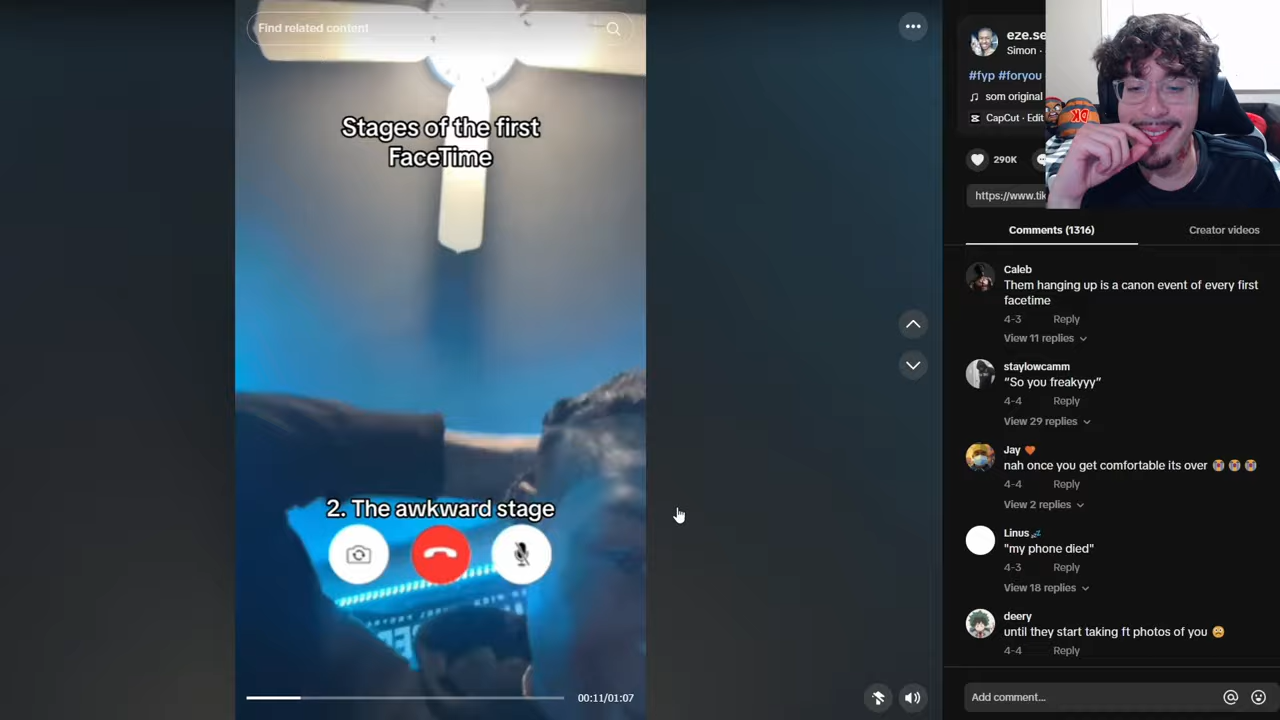 Find related content
Stages of the first
FaceTime
2. The awkward stage
00:11/01:07
eze.se
Simon ·
#fyp #foryou
som original
CapCut · Edit
DK
290K
https://www.tik
Comments (1316)
Creator videos
Caleb
Them hanging up is a canon event of every first
facetime
4-3 Reply
View 11 replies
staylowcamm
“So you freakyyy”
4-4 Reply
View 29 replies
Jay 🧡
nah once you get comfortable its over 😭 😭 😭
4-4 Reply
View 2 replies
Linus💤
"my phone died"
4-3 Reply
View 18 replies
deery
until they start taking ft photos of you 😩
4-4 Reply
Add comment...